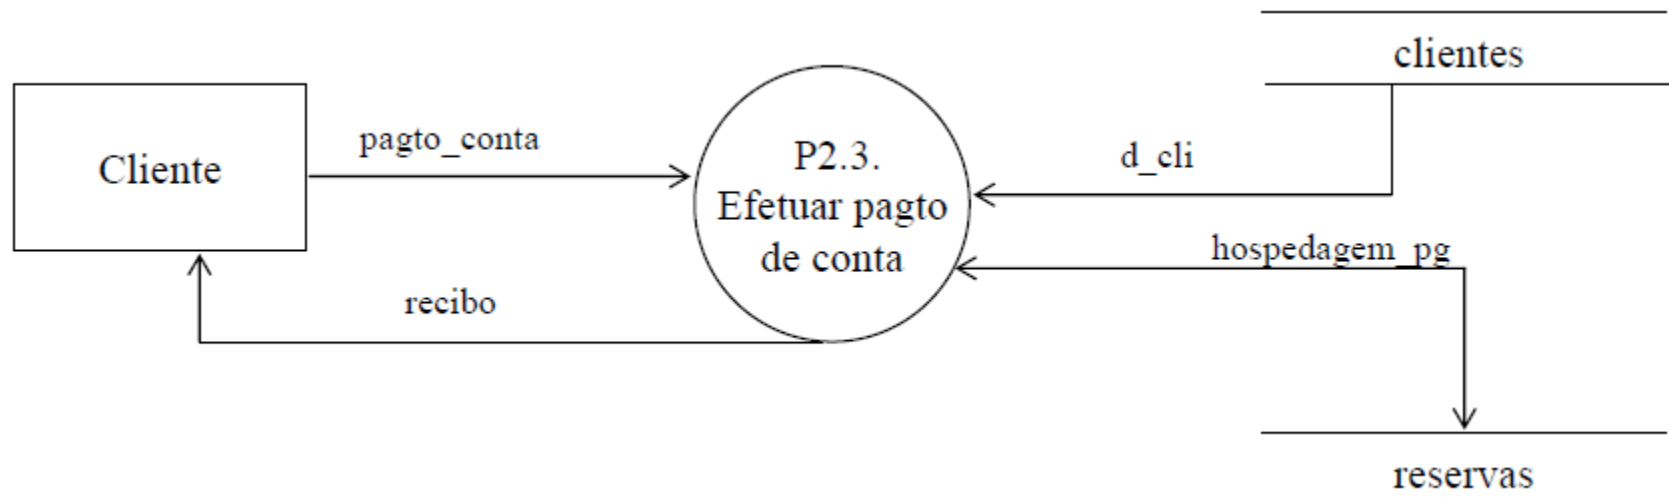 clientes
Cliente
pagto_conta
P2.3.
Efetuar pagto
de conta
d_cli
hospedagem_pg
recibo
reservas